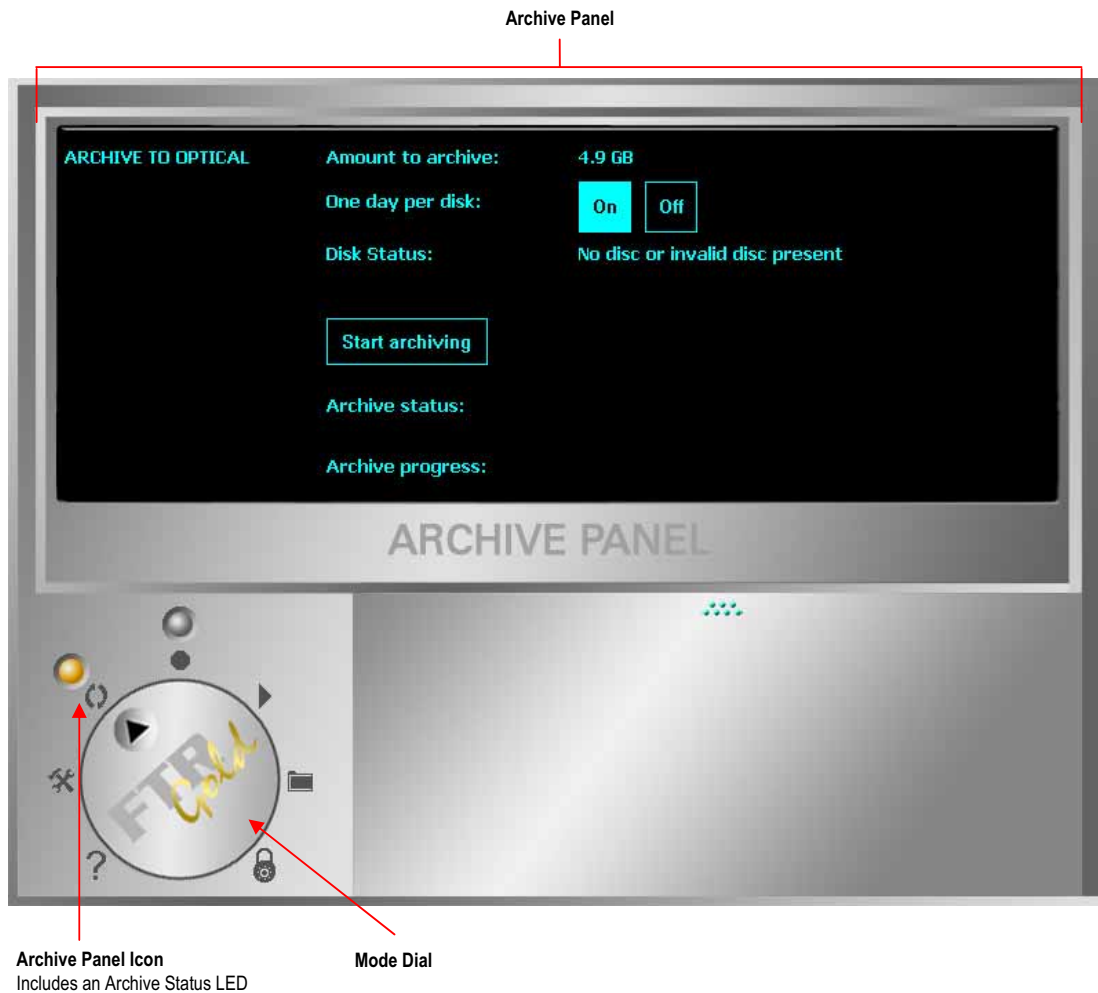 Archive Panel
ARCHIVE TO OPTICAL
Amount to archive: 4.9 GB
One day per disk: On Off
Disk Status: No disc or invalid disc present
Start archiving
Archive status:
Archive progress:
ARCHIVE PANEL
FTR Gold
?
Archive Panel Icon
Includes an Archive Status LED
Mode Dial